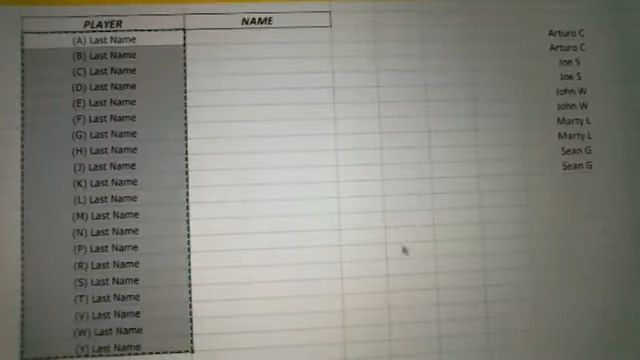 PLAYER NAME
(A) Last Name
(B) Last Name
(C) Last Name
(D) Last Name
(E) Last Name
(F) Last Name
(G) Last Name
(H) Last Name
(J) Last Name
(K) Last Name
(L) Last Name
(M) Last Name
(N) Last Name
(P) Last Name
(R) Last Name
(S) Last Name
(T) Last Name
(V) Last Name
(W) Last Name
(Y) Last Name
Arturo C
Arturo C
Joe S
Joe S
John W
John W
Marty L
Marty L
Sean G
Sean G